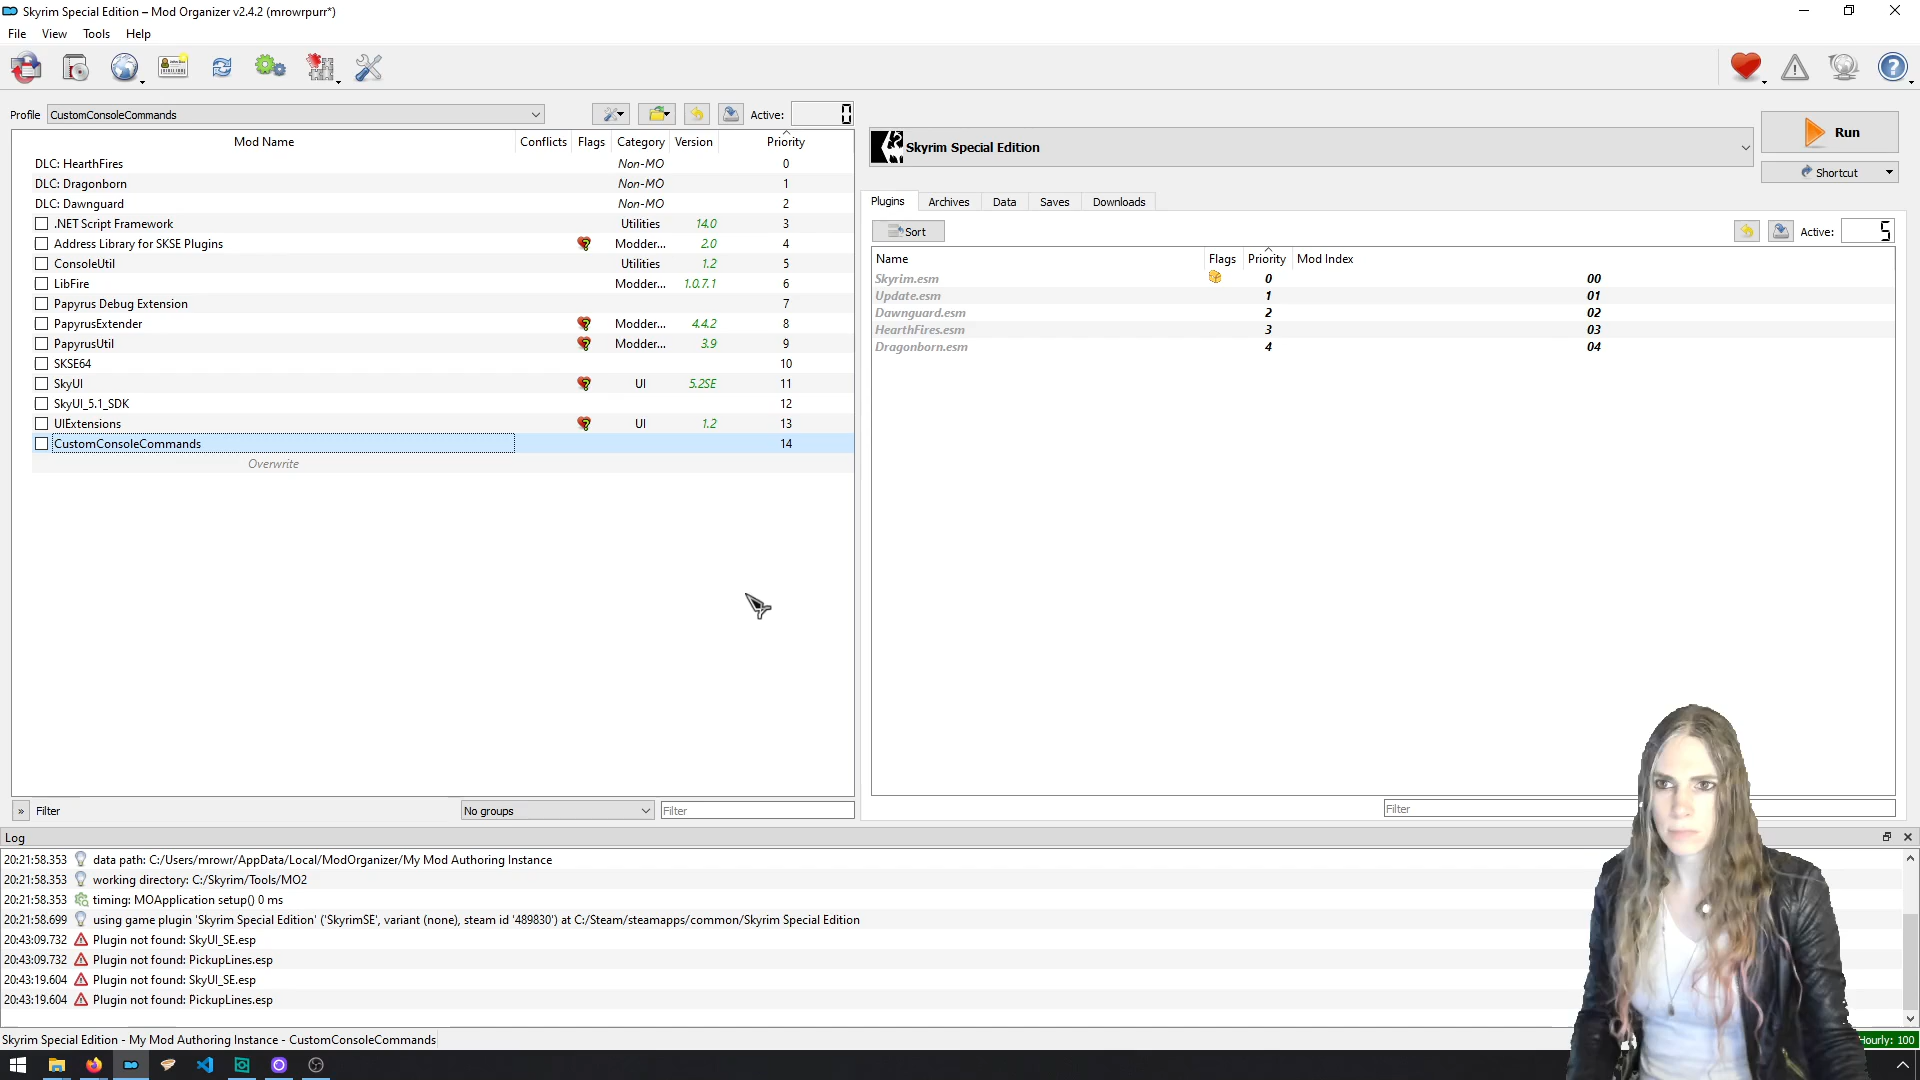 Skyrim Special Edition – Mod Organizer v2.4.2 (mrowrpurr*)
File View Tools Help
Profile CustomConsoleCommands Active: 0
Mod Name Conflicts Flags Category Version Priority
DLC: HearthFires Non-MO 0
DLC: Dragonborn Non-MO 1
DLC: Dawnguard Non-MO 2
.NET Script Framework Utilities 14.0 3
Address Library for SKSE Plugins Modder... 2.0 4
ConsoleUtil Utilities 1.2 5
LibFire Modder... 1.0.7.1 6
Papyrus Debug Extension 7
PapyrusExtender Modder... 4.4.2 8
PapyrusUtil Modder... 3.9 9
SKSE64 10
SkyUI UI 5.2SE 11
SkyUI_5.1_SDK 12
UIExtensions UI 1.2 13
CustomConsoleCommands 14
Overwrite
» Filter No groups Filter
Skyrim Special Edition
Run
Shortcut
Plugins Archives Data Saves Downloads
Sort Active: 5
Name Flags Priority Mod Index
Skyrim.esm 0 00
Update.esm 1 01
Dawnguard.esm 2 02
HearthFires.esm 3 03
Dragonborn.esm 4 04
Filter
Log
20:21:58.353 data path: C:/Users/mrowr/AppData/Local/ModOrganizer/My Mod Authoring Instance
20:21:58.353 working directory: C:/Skyrim/Tools/MO2
20:21:58.353 timing: MOApplication setup() 0 ms
20:21:58.699 using game plugin 'Skyrim Special Edition' ('SkyrimSE', variant (none), steam id '489830') at C:/Steam/steamapps/common/Skyrim Special Edition
20:43:09.732 Plugin not found: SkyUI_SE.esp
20:43:09.732 Plugin not found: PickupLines.esp
20:43:19.604 Plugin not found: SkyUI_SE.esp
20:43:19.604 Plugin not found: PickupLines.esp
Skyrim Special Edition - My Mod Authoring Instance - CustomConsoleCommands
Hourly: 100